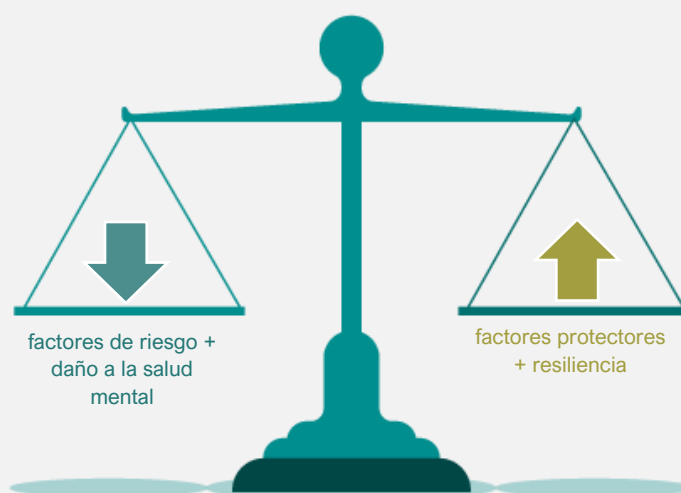 factores de riesgo +
daño a la salud
mental
factores protectores
+ resiliencia